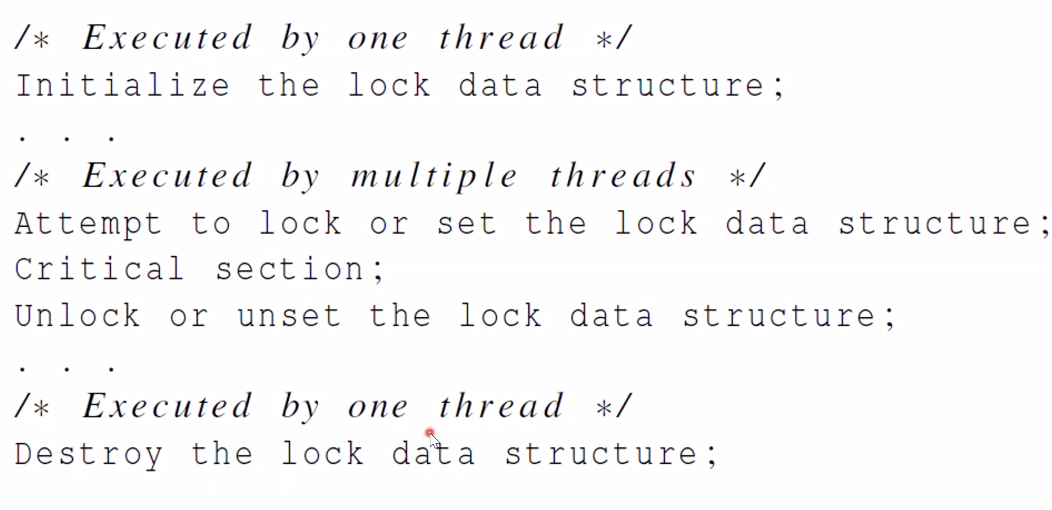 /* Executed by one thread */
Initialize the lock data structure;
. . .
/* Executed by multiple threads */
Attempt to lock or set the lock data structure;
Critical section;
Unlock or unset the lock data structure;
. . .
/* Executed by one thread */
Destroy the lock data structure;